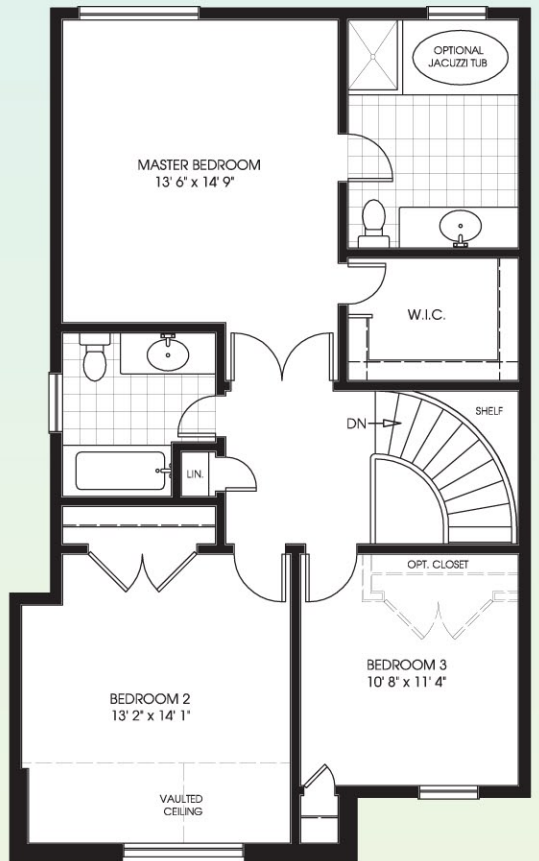 OPTIONAL
JACUZZI TUB
MASTER BEDROOM
13' 6" x 14' 9"
W.I.C.
DN
SHELF
LIN.
OPT. CLOSET
BEDROOM 3
10' 8" x 11' 4"
BEDROOM 2
13' 2" x 14' 1"
VAULTED
CEILING